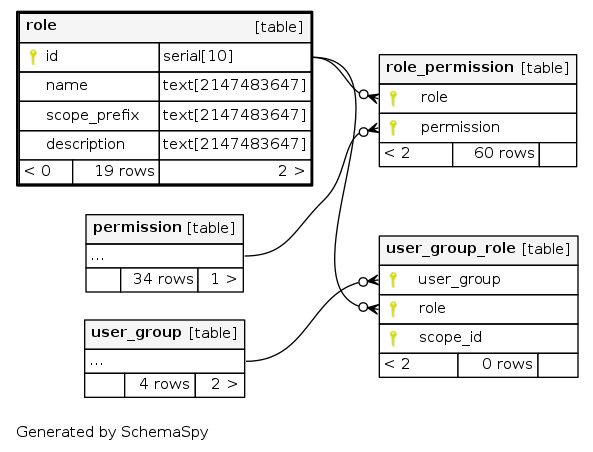 role [table]
id serial[10]
name text[2147483647]
scope_prefix text[2147483647]
description text[2147483647]
< 0 19 rows 2 >
role_permission [table]
role
permission
< 2 60 rows
permission [table]
...
34 rows 1 >
user_group_role [table]
user_group
role
scope_id
< 2 0 rows
user_group [table]
...
4 rows 2 >
Generated by SchemaSpy